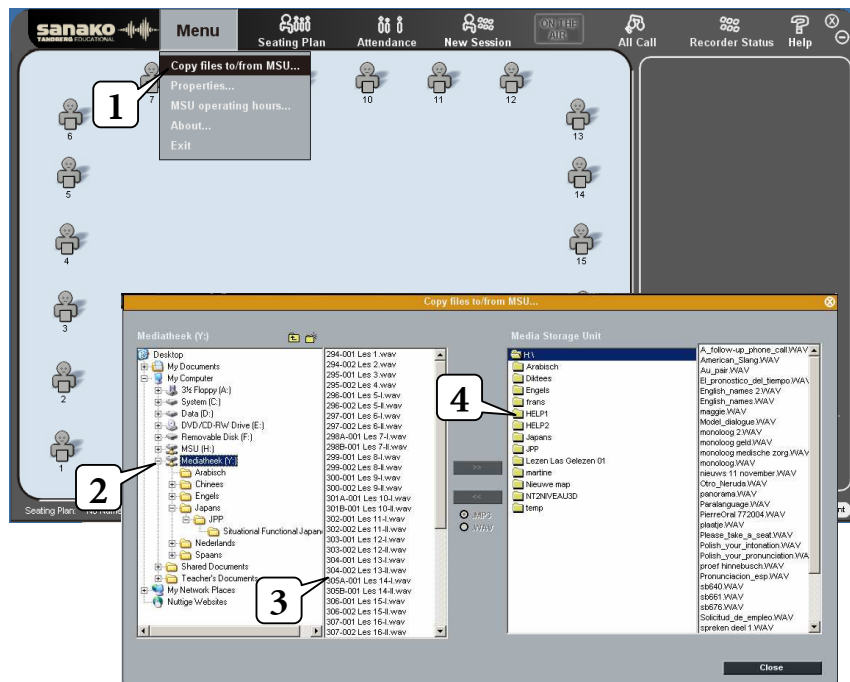 sanako
TANDBERG EDUCATIONAL
Menu
Seating Plan
Attendance
New Session
ON THE AIR
All Call
Recorder Status
Help
Copy files to/from MSU...
Properties...
MSU operating hours...
About...
Exit
1
7
10
11
12
6
13
5
14
4
15
3
2
1
Seating Plan:
Copy files to/from MSU...
Mediatheek (Y:)
Desktop
My Documents
My Computer
3½ Floppy (A:)
System (C:)
Data (D:)
DVD/CD-RW Drive (E:)
Removable Disk (F:)
MSU (H:)
Mediatheek (Y:)
Arabisch
Chinees
Engels
Japans
JPP
Situational Functional Japan
Nederlands
Spaans
Shared Documents
Teacher's Documents
My Network Places
Nuttige Websites
2
294-001 Les 1.wav
294-002 Les 2.wav
295-001 Les 3.wav
295-002 Les 4.wav
296-001 Les 5-I.wav
296-002 Les 5-II.wav
297-001 Les 6-I.wav
297-002 Les 6-II.wav
298A-001 Les 7-I.wav
298B-001 Les 7-II.wav
299-001 Les 8-I.wav
299-002 Les 8-II.wav
300-001 Les 9-I.wav
300-002 Les 9-II.wav
301A-001 Les 10-I.wav
301B-001 Les 10-II.wav
302-001 Les 11-I.wav
302-002 Les 11-II.wav
303-001 Les 12-I.wav
303-002 Les 12-II.wav
304-001 Les 13-I.wav
304-002 Les 13-II.wav
305A-001 Les 14-I.wav
305B-001 Les 14-II.wav
306-001 Les 15-I.wav
306-002 Les 15-II.wav
307-001 Les 16-I.wav
307-002 Les 16-II.wav
3
>>
<<
MP3
WAV
Media Storage Unit
H:\
Arabisch
Diktees
Engels
frans
HELP1
HELP2
Japans
JPP
Lezen Las Gelezen 01
martine
Nieuwe map
NT2NIVEAU3D
temp
4
A_follow-up_phone_call.WAV
American_Slang.WAV
Au_pair.WAV
El_pronostico_del_tiempo.WAV
English_names 2.WAV
English_names.WAV
maggie.WAV
Model_dialogue.WAV
monoloog 2.WAV
monoloog geld.WAV
monoloog medische zorg.WAV
monoloog.WAV
nieuws 11 november.WAV
Otro_Neruda.WAV
panorama.WAV
Paralanguage.WAV
PierreOral 772004.WAV
plaatje.WAV
Please_take_a_seat.WAV
Polish_your_intonation.WAV
Polish_your_pronunciation.WAV
proef hinnebusch.WAV
Pronunciacion_esp.WAV
sb640.WAV
sb661.WAV
sb676.WAV
Solicitud_de_empleo.WAV
spreken deel 1.WAV
Close